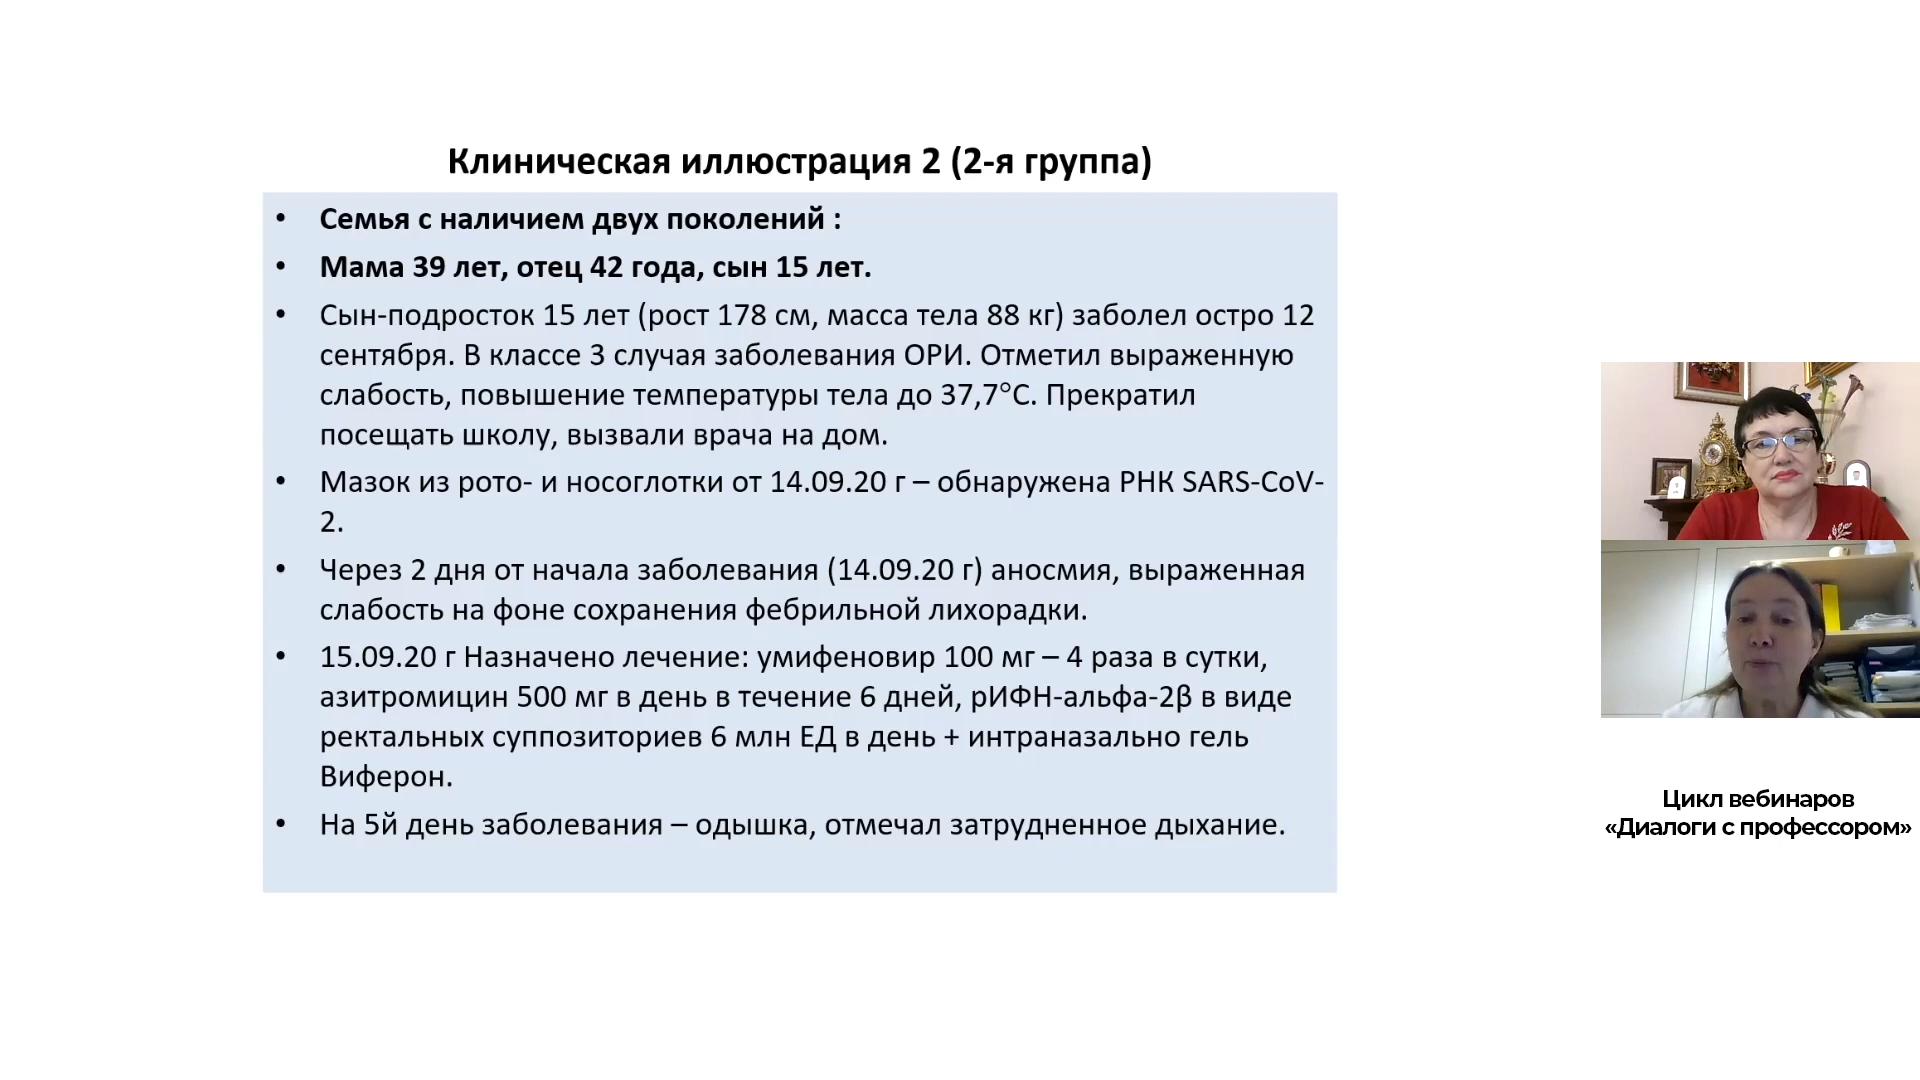 Клиническая иллюстрация 2 (2-я группа)
• Семья с наличием двух поколений :
• Мама 39 лет, отец 42 года, сын 15 лет.
• Сын-подросток 15 лет (рост 178 см, масса тела 88 кг) заболел остро 12
сентября. В классе 3 случая заболевания ОРИ. Отметил выраженную
слабость, повышение температуры тела до 37,7°С. Прекратил
посещать школу, вызвали врача на дом.
• Мазок из рото- и носоглотки от 14.09.20 г – обнаружена РНК SARS-CoV-
2.
• Через 2 дня от начала заболевания (14.09.20 г) аносмия, выраженная
слабость на фоне сохранения фебрильной лихорадки.
• 15.09.20 г Назначено лечение: умифеновир 100 мг – 4 раза в сутки,
азитромицин 500 мг в день в течение 6 дней, рИФН-альфа-2β в виде
ректальных суппозиториев 6 млн ЕД в день + интраназально гель
Виферон.
• На 5й день заболевания – одышка, отмечал затрудненное дыхание.
Цикл вебинаров
«Диалоги с профессором»